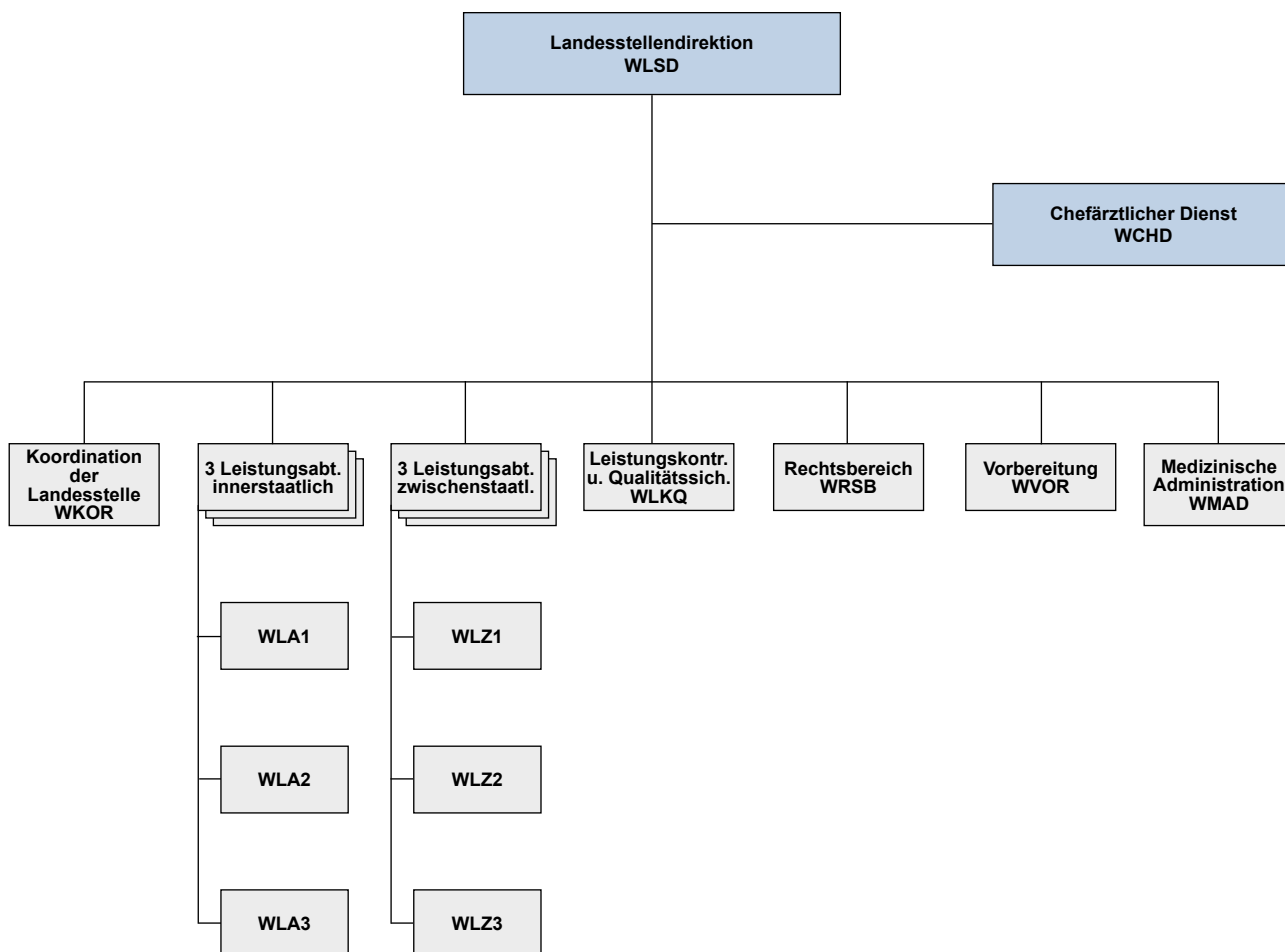 Landesstellendirektion
WLSD
Chefärztlicher Dienst
WCHD
Koordination
der
Landesstelle
WKOR
3 Leistungsabt.
innerstaatlich
3 Leistungsabt.
zwischenstaatl.
Leistungskontr.
u. Qualitätssich.
WLKQ
Rechtsbereich
WRSB
Vorbereitung
WVOR
Medizinische
Administration
WMAD
WLA1
WLZ1
WLA2
WLZ2
WLA3
WLZ3